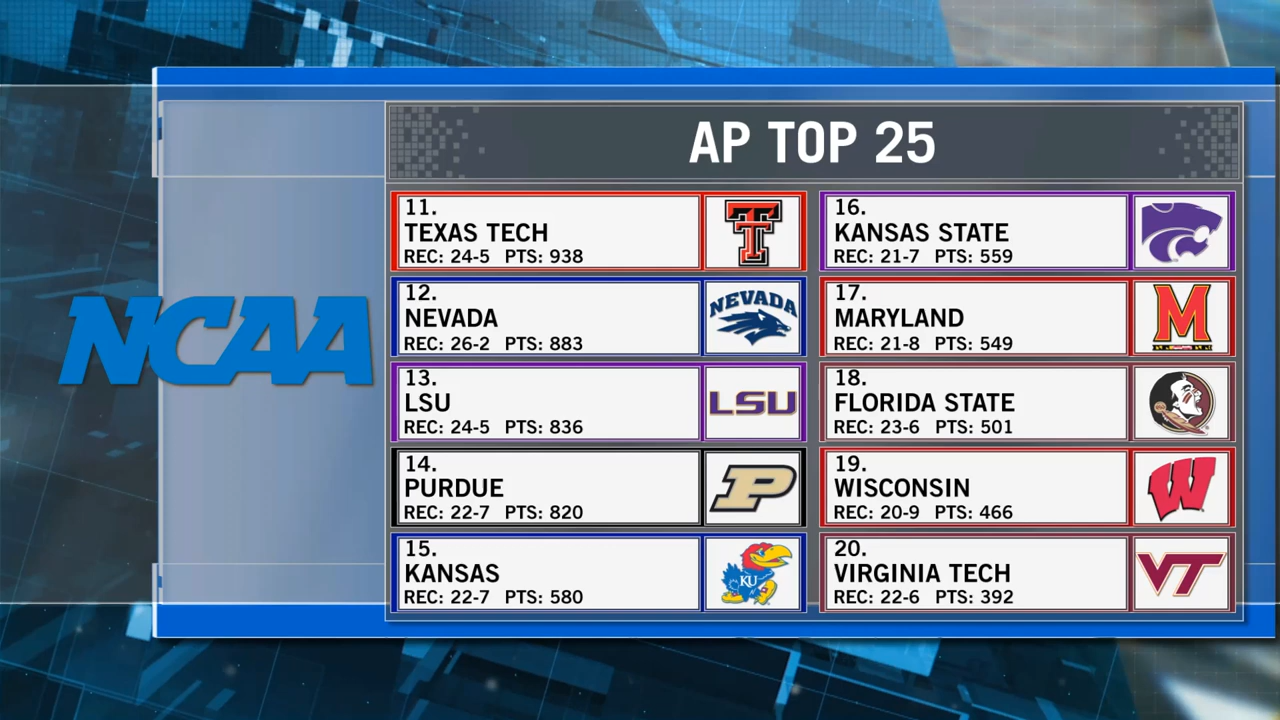 AP TOP 25
NCAA
11.
TEXAS TECH
REC: 24-5 PTS: 938
12.
NEVADA
REC: 26-2 PTS: 883
NEVADA
13.
LSU
REC: 24-5 PTS: 836
LSU
14.
PURDUE
REC: 22-7 PTS: 820
P
15.
KANSAS
REC: 22-7 PTS: 580
KU
16.
KANSAS STATE
REC: 21-7 PTS: 559
17.
MARYLAND
REC: 21-8 PTS: 549
M
18.
FLORIDA STATE
REC: 23-6 PTS: 501
19.
WISCONSIN
REC: 20-9 PTS: 466
W
20.
VIRGINIA TECH
REC: 22-6 PTS: 392
VT